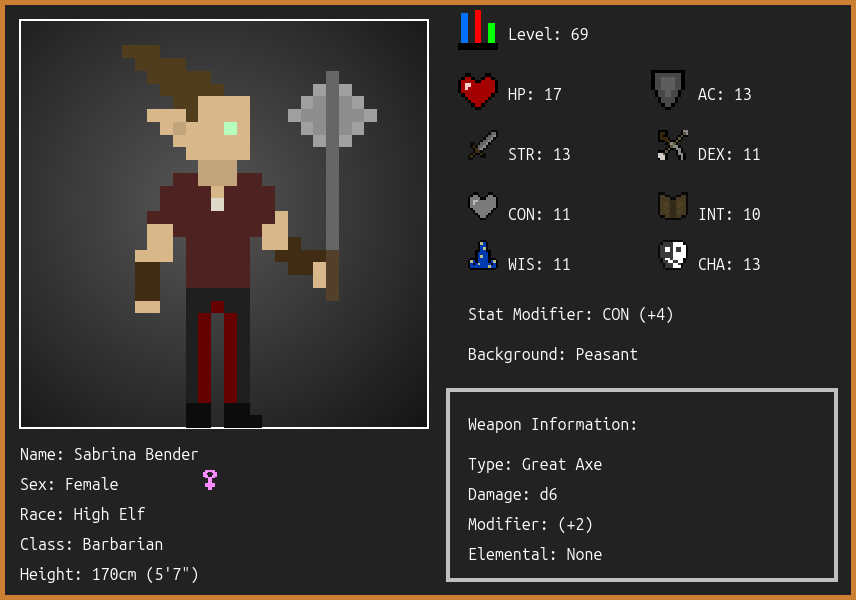 Level: 69
HP: 17
AC: 13
STR: 13
DEX: 11
CON: 11
INT: 10
WIS: 11
CHA: 13
Stat Modifier: CON (+4)
Background: Peasant
Weapon Information:
Type: Great Axe
Damage: d6
Modifier: (+2)
Elemental: None
Name: Sabrina Bender
Sex: Female
Race: High Elf
Class: Barbarian
Height: 170cm (5'7")